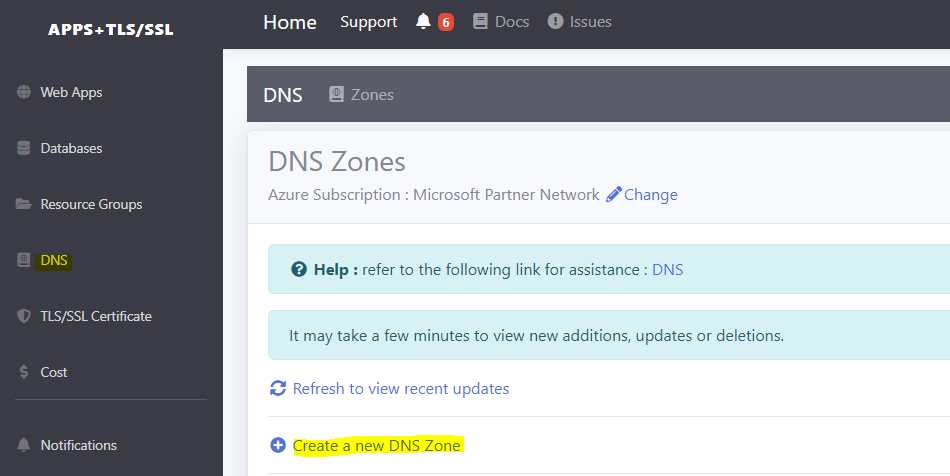 APPS+TLS/SSL
Home Support 6 Docs Issues
Web Apps
Databases
Resource Groups
DNS
TLS/SSL Certificate
Cost
Notifications
DNS Zones
DNS Zones
Azure Subscription : Microsoft Partner Network Change
Help : refer to the following link for assistance : DNS
It may take a few minutes to view new additions, updates or deletions.
Refresh to view recent updates
Create a new DNS Zone